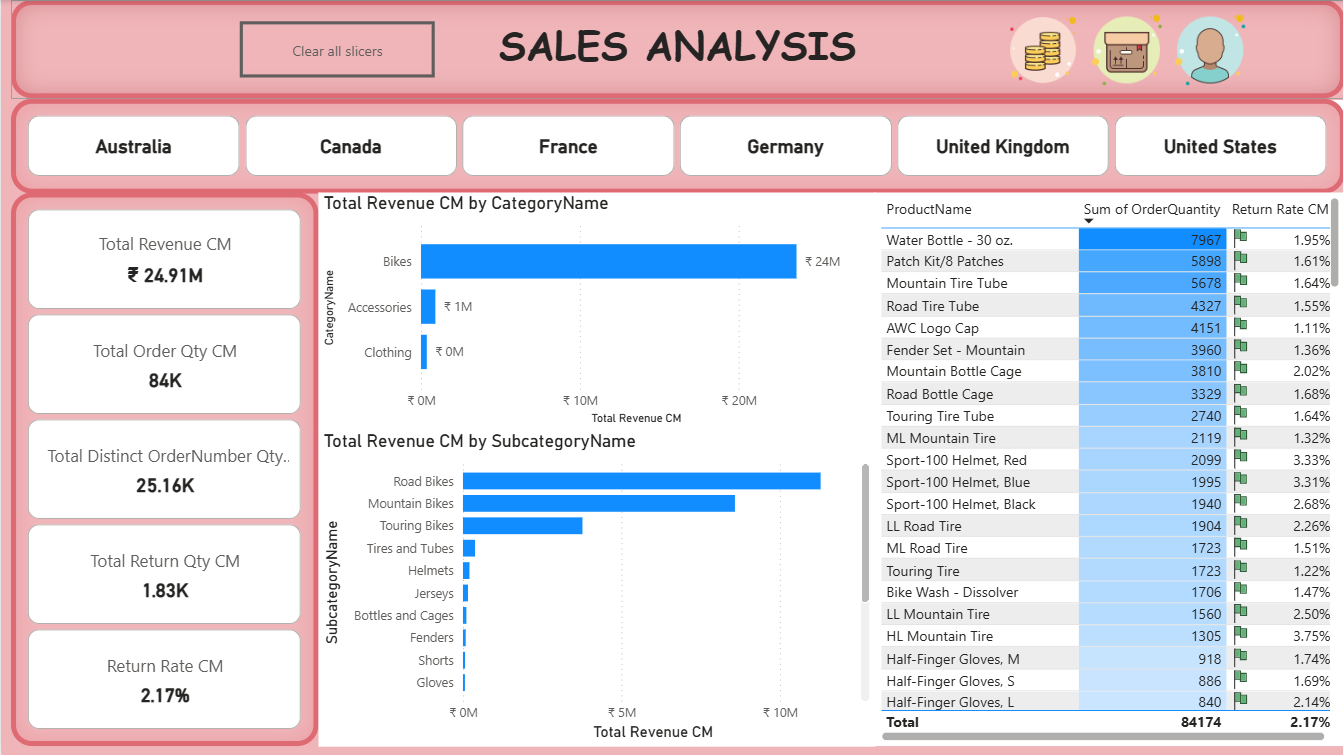 Clear all slicers
SALES ANALYSIS
Australia
Canada
France
Germany
United Kingdom
United States
Total Revenue CM
₹ 24.91M
Total Order Qty CM
84K
Total Distinct OrderNumber Qty..
25.16K
Total Return Qty CM
1.83K
Return Rate CM
2.17%
Total Revenue CM by CategoryName
CategoryName
Bikes ₹ 24M
Accessories ₹ 1M
Clothing ₹ 0M
₹ 0M ₹ 10M ₹ 20M
Total Revenue CM
Total Revenue CM by SubcategoryName
SubcategoryName
Road Bikes
Mountain Bikes
Touring Bikes
Tires and Tubes
Helmets
Jerseys
Bottles and Cages
Fenders
Shorts
Gloves
₹ 0M ₹ 5M ₹ 10M
Total Revenue CM
ProductName Sum of OrderQuantity Return Rate CM
Water Bottle - 30 oz. 7967 1.95%
Patch Kit/8 Patches 5898 1.61%
Mountain Tire Tube 5678 1.64%
Road Tire Tube 4327 1.55%
AWC Logo Cap 4151 1.11%
Fender Set - Mountain 3960 1.36%
Mountain Bottle Cage 3810 2.02%
Road Bottle Cage 3329 1.68%
Touring Tire Tube 2740 1.64%
ML Mountain Tire 2119 1.32%
Sport-100 Helmet, Red 2099 3.33%
Sport-100 Helmet, Blue 1995 3.31%
Sport-100 Helmet, Black 1940 2.68%
LL Road Tire 1904 2.26%
ML Road Tire 1723 1.51%
Touring Tire 1723 1.22%
Bike Wash - Dissolver 1706 1.47%
LL Mountain Tire 1560 2.50%
HL Mountain Tire 1305 3.75%
Half-Finger Gloves, M 918 1.74%
Half-Finger Gloves, S 886 1.69%
Half-Finger Gloves, L 840 2.14%
Total 84174 2.17%